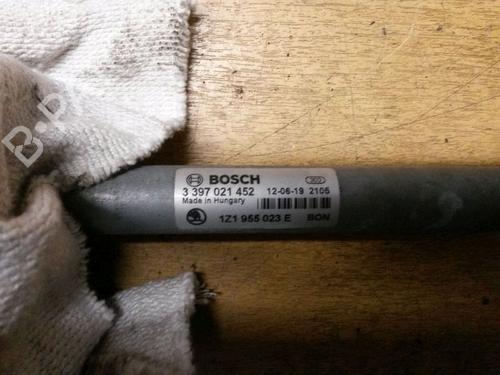 BOSCH
3 397 021 452 12-06-19 2105
Made in Hungary
1Z1 955 023 E BON